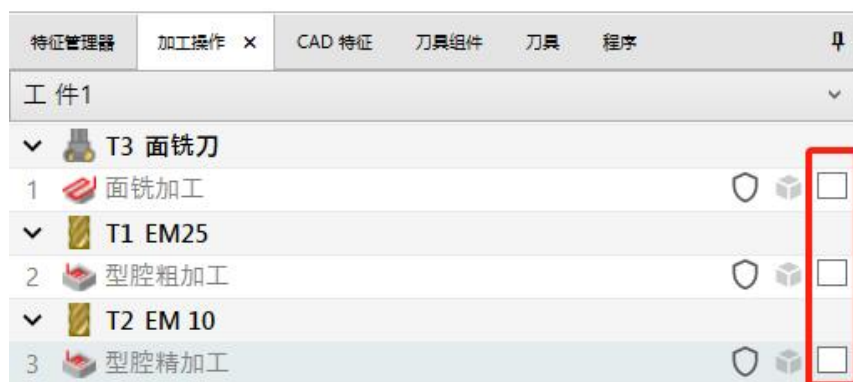 特征管理器 加工操作 × CAD 特征 刀具组件 刀具 程序
工 件1
T3 面铣刀
1 面铣加工
T1 EM25
2 型腔粗加工
T2 EM 10
3 型腔精加工